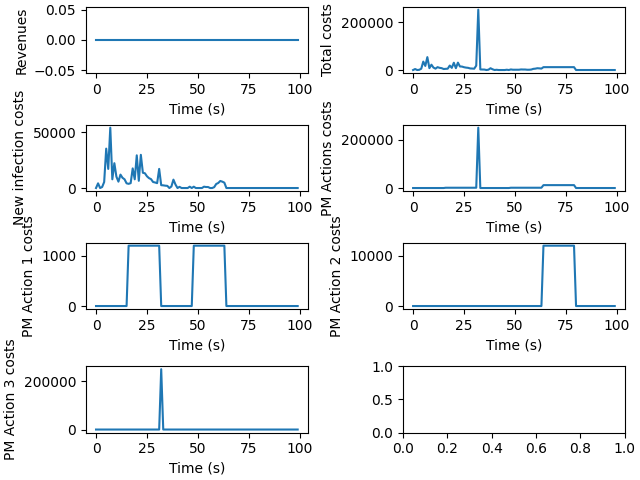 Revenues
0.05
0.00
−0.05
0 25 50 75 100
Time (s)
Total costs
200000
0
0 25 50 75 100
Time (s)
New infection costs
50000
0
0 25 50 75 100
Time (s)
PM Actions costs
200000
0
0 25 50 75 100
Time (s)
PM Action 1 costs
1000
0
0 25 50 75 100
Time (s)
PM Action 2 costs
10000
0
0 25 50 75 100
Time (s)
PM Action 3 costs
200000
0
0 25 50 75 100
Time (s)
1.0
0.5
0.0
0.0 0.2 0.4 0.6 0.8 1.0